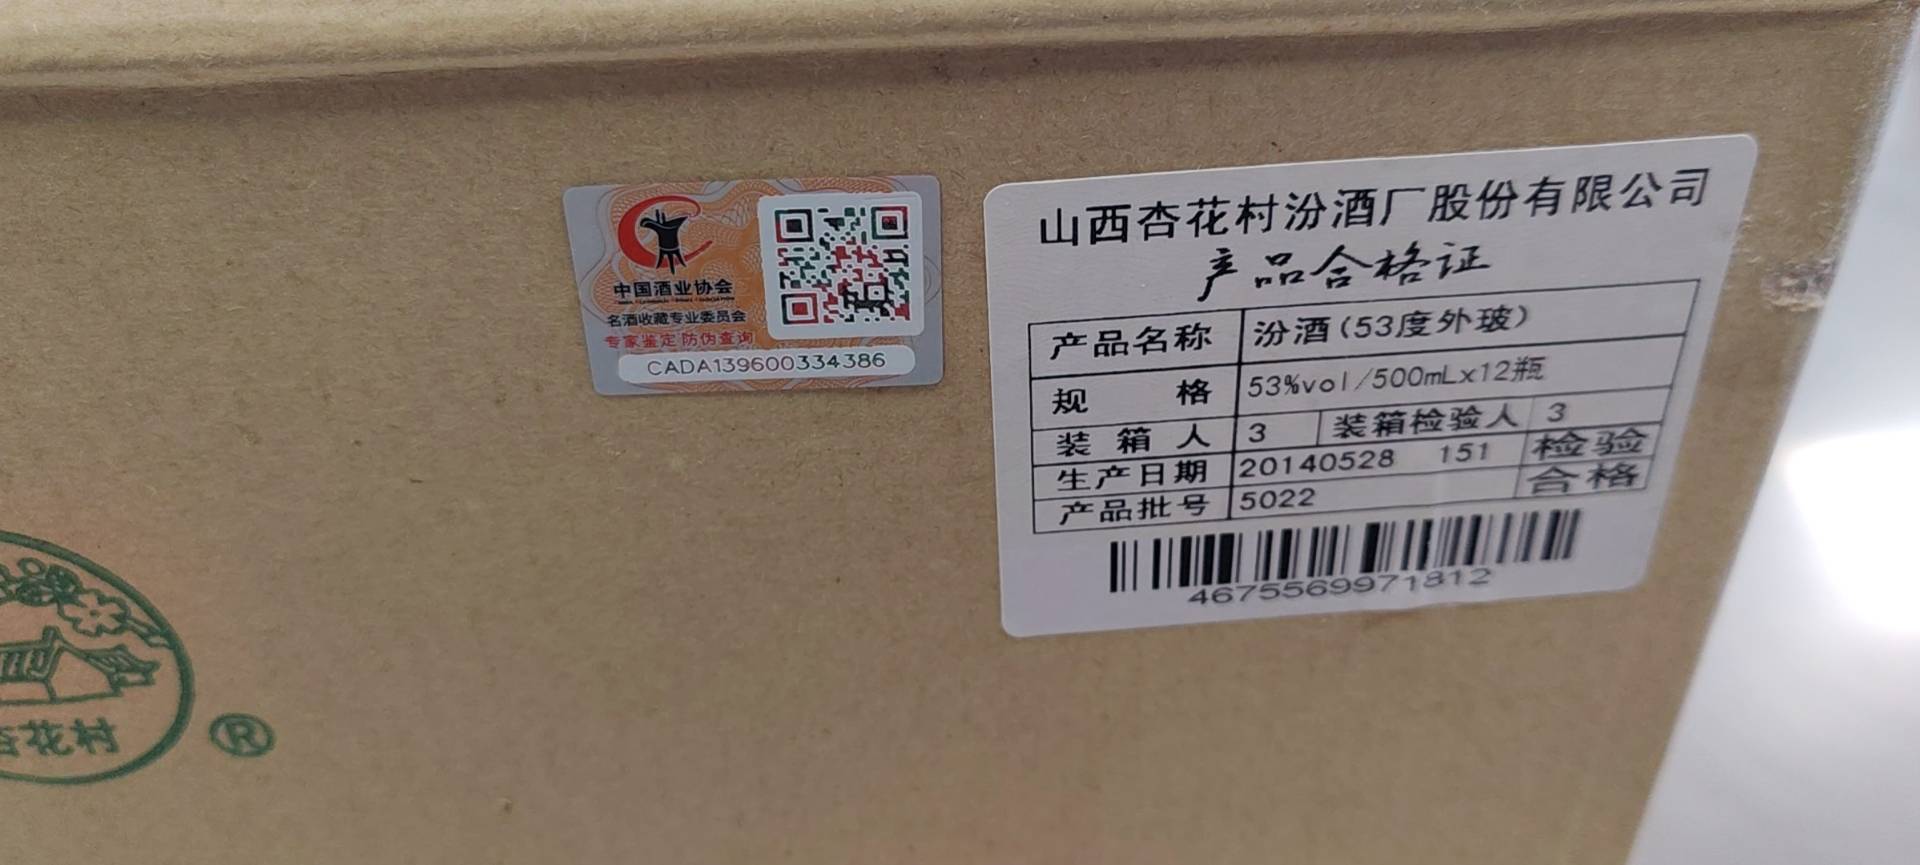 中国酒业协会
名酒收藏专业委员会
专家鉴定 防伪查询
CADA139600334386
山西杏花村汾酒厂股份有限公司
产品合格证
产品名称 汾酒(53度外玻)
规格 53%vol/500mLx12瓶
装箱人 3 装箱检验人 3
生产日期 20140528 151 检验
产品批号 5022 合格
4675569971812
杏花村
®